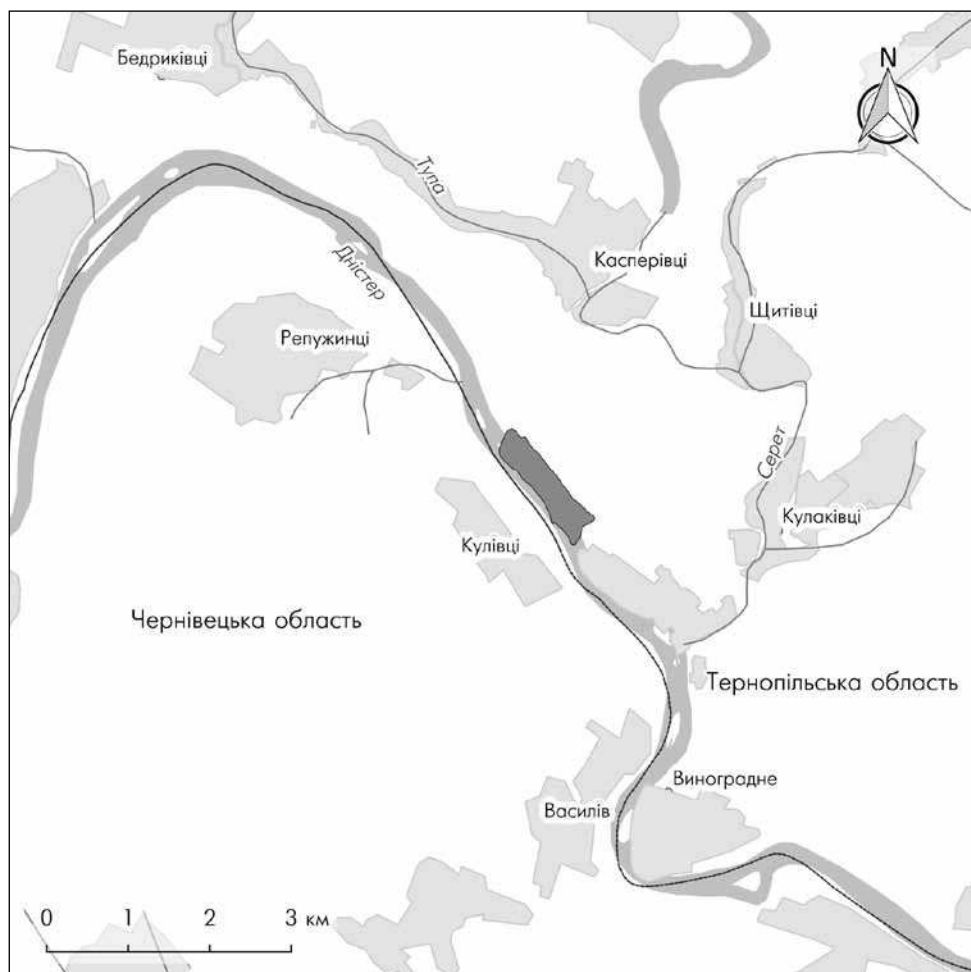 Бедриківці
N
Тупа
Касперівці
Дністер
Щитівці
Репужинці
Серет
Кулаківці
Кулівці
Чернівецька область
Тернопільська область
Виноградне
Василів
0 1 2 3 км